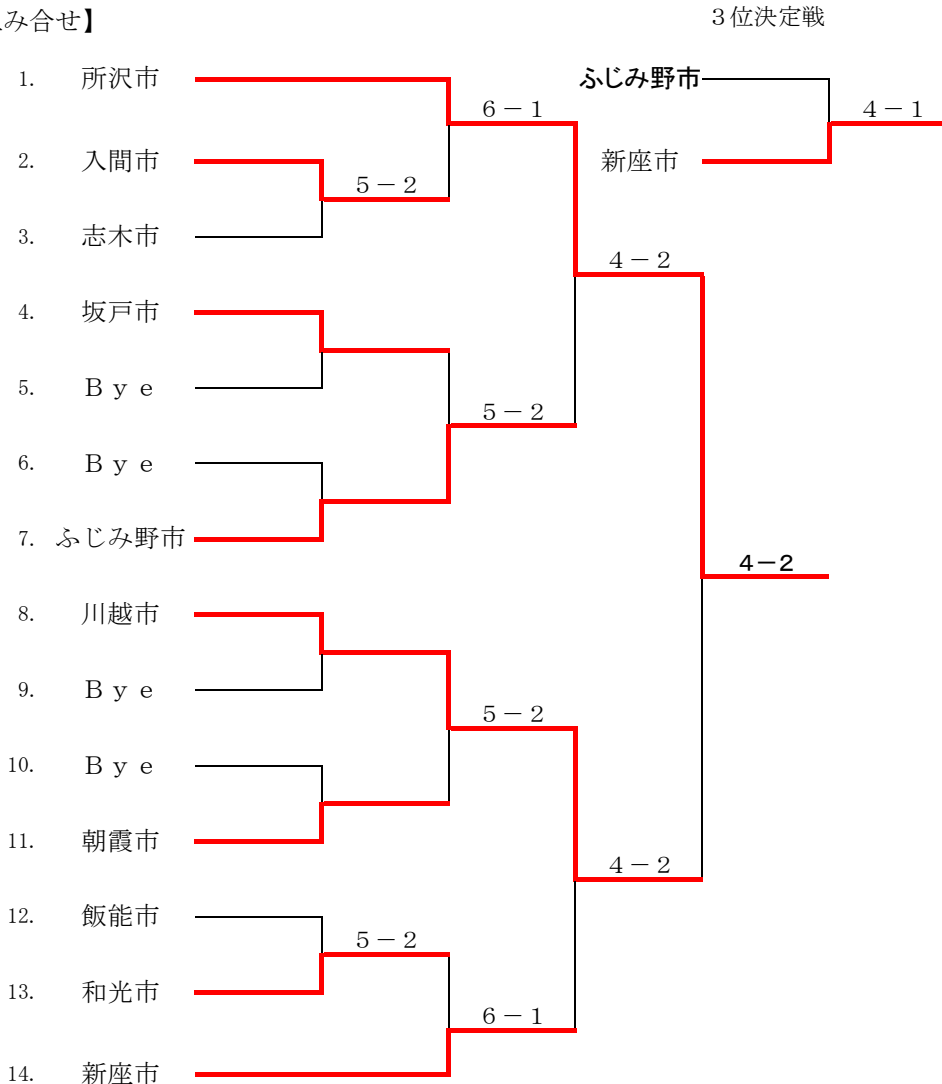 み合せ】
３位決定戦
1. 所沢市
ふじみ野市
6－1
4－1
2. 入間市
新座市
5－2
3. 志木市
4－2
4. 坂戸市
5. Ｂｙｅ
5－2
6. Ｂｙｅ
7. ふじみ野市
4－2
8. 川越市
9. Ｂｙｅ
5－2
10. Ｂｙｅ
11. 朝霞市
4－2
12. 飯能市
5－2
13. 和光市
6－1
14. 新座市